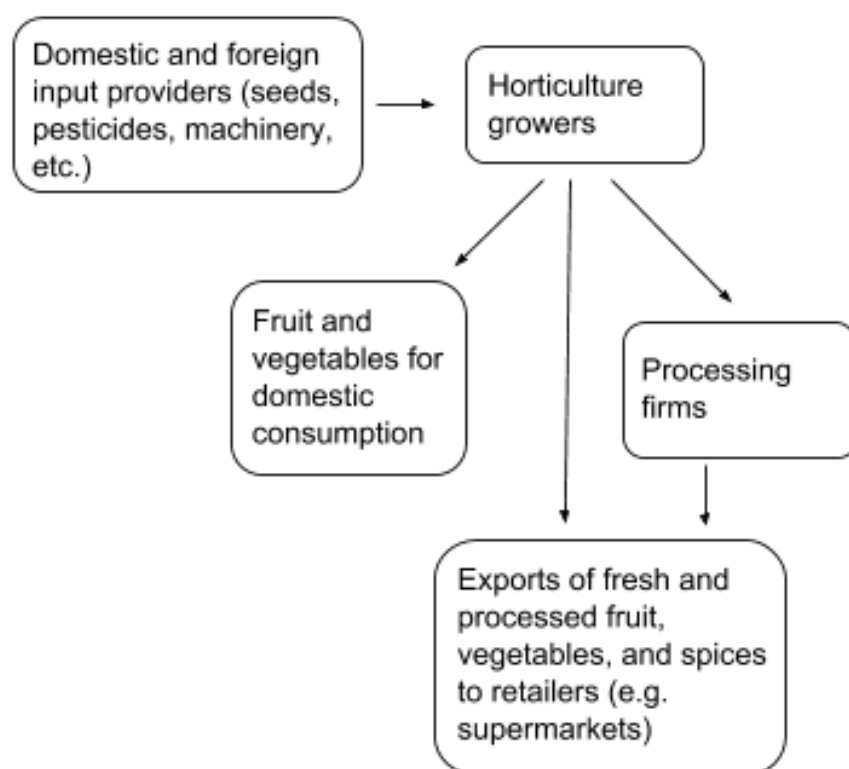 Domestic and foreign
input providers (seeds,
pesticides, machinery,
etc.)
Horticulture
growers
Fruit and
vegetables for
domestic
consumption
Processing
firms
Exports of fresh and
processed fruit,
vegetables, and spices
to retailers (e.g.
supermarkets)